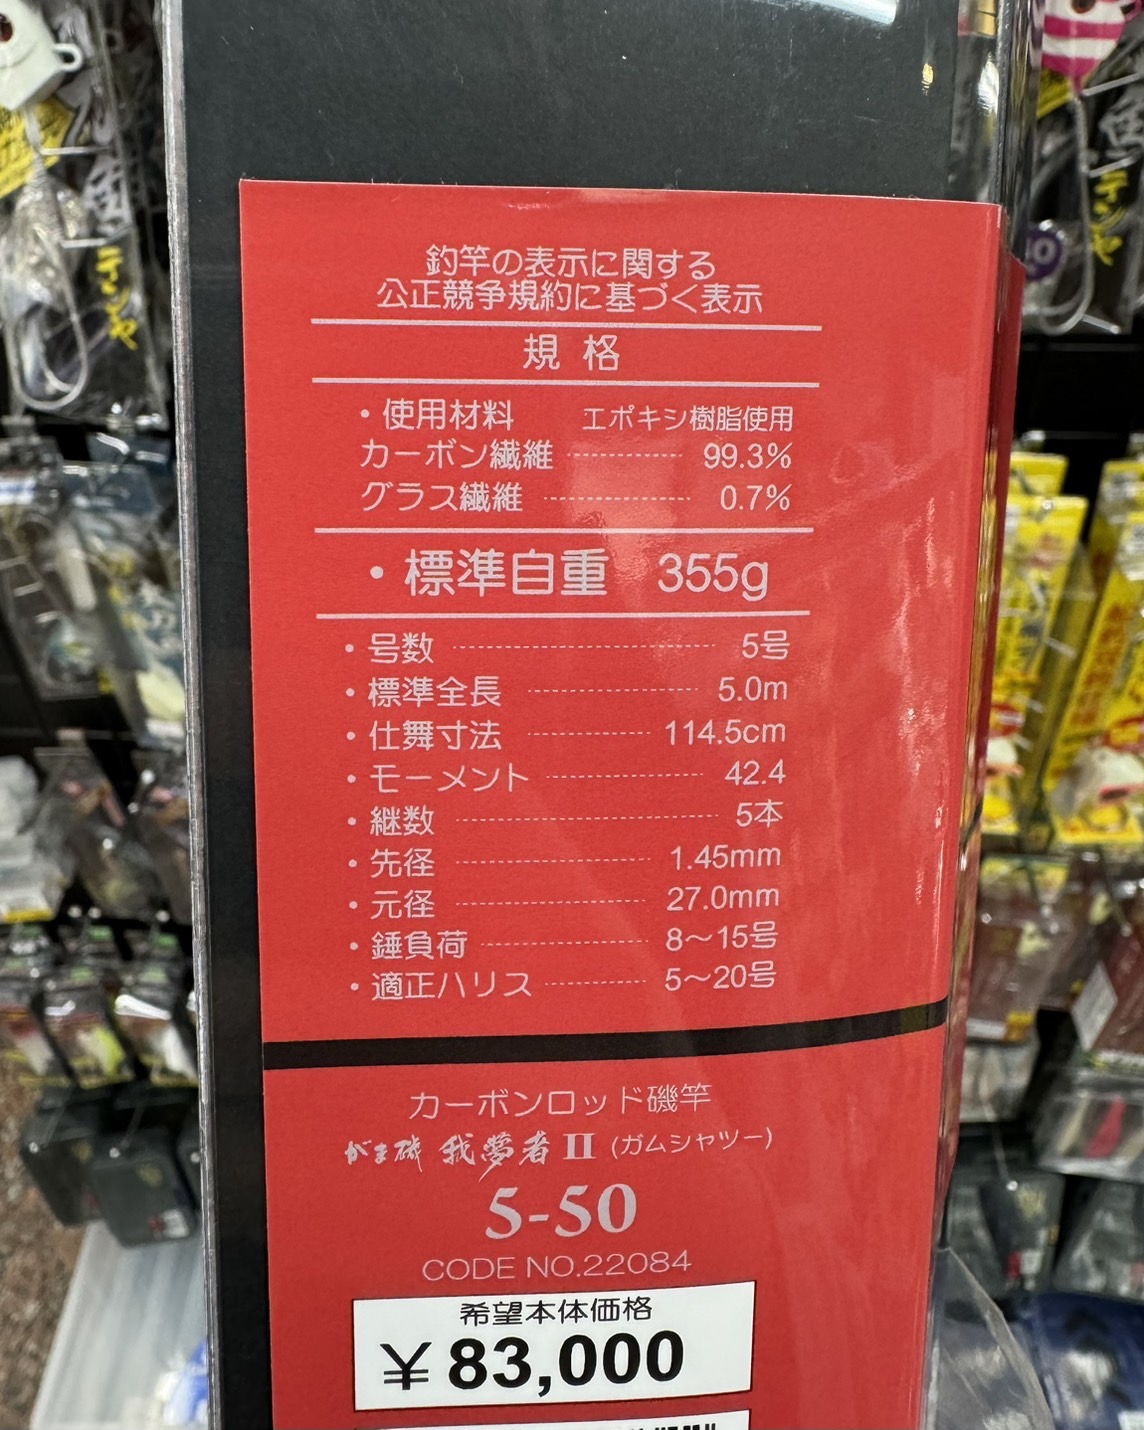 釣竿の表示に関する
公正競争規約に基づく表示
規 格
・使用材料 エポキシ樹脂使用
カーボン繊維 99.3%
グラス繊維 0.7%
・標準自重 355g
・号数 5号
・標準全長 5.0m
・仕舞寸法 114.5cm
・モーメント 42.4
・継数 5本
・先径 1.45mm
・元径 27.0mm
・錘負荷 8〜15号
・適正ハリス 5〜20号
カーボンロッド磯竿
がま磯 我夢者 II (ガムシャツー)
5-50
CODE NO.22084
希望本体価格
¥83,000
テンヤ
テンヤ